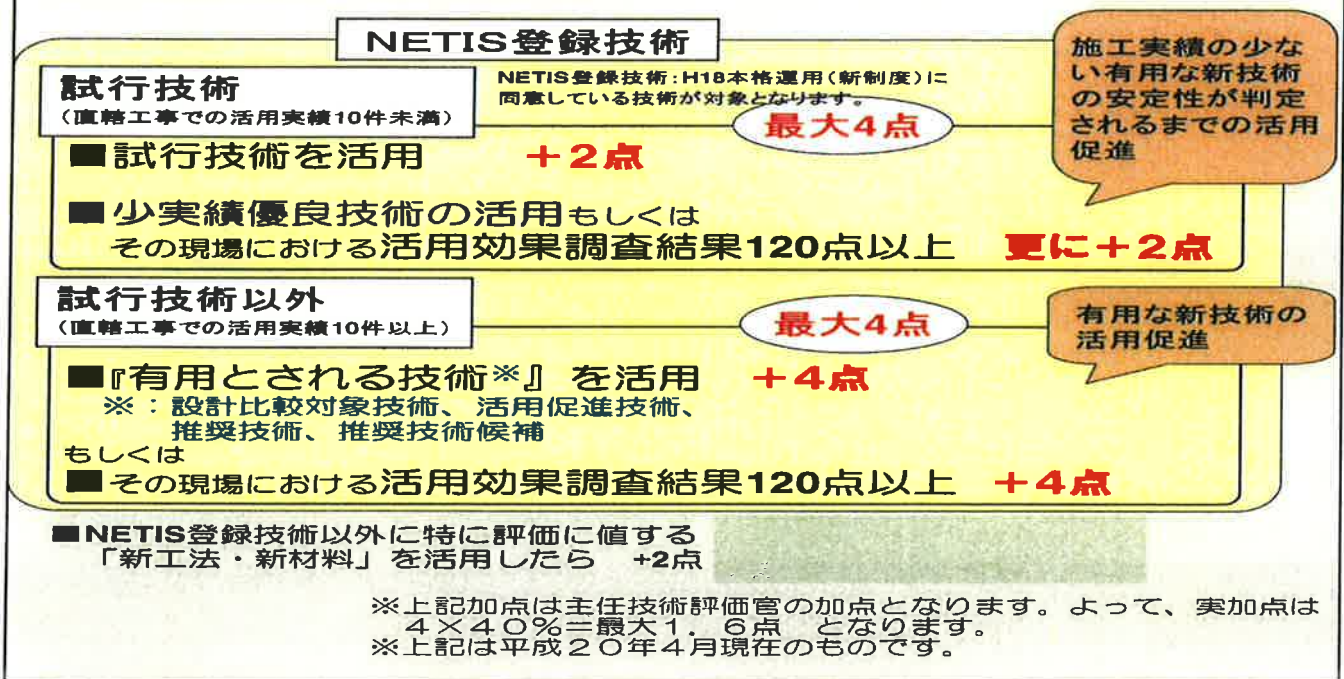 NETIS登録技術
施工実績の少な
い有用な新技術
の安定性が判定
されるまでの活用
促進
試行技術
(直轄工事での活用実績10件未満)
NETIS登録技術:H18本格運用(新制度)に
同意している技術が対象となります。
最大4点
■試行技術を活用 +2点
■少実績優良技術の活用もしくは
その現場における活用効果調査結果120点以上 更に+2点
試行技術以外
(直轄工事での活用実績10件以上)
最大4点
有用な新技術の
活用促進
■『有用とされる技術※』を活用 +4点
※:設計比較対象技術、活用促進技術、
推奨技術、推奨技術候補
もしくは
■その現場における活用効果調査結果120点以上 +4点
■NETIS登録技術以外に特に評価に値する
「新工法・新材料」を活用したら +2点
※上記加点は主任技術評価官の加点となります。よって、実加点は
4×40%=最大1.6点 となります。
※上記は平成20年4月現在のものです。